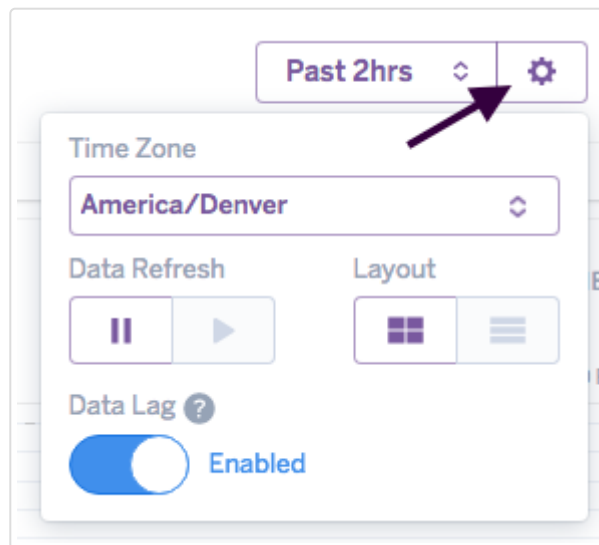 Past 2hrs
Time Zone
America/Denver
Data Refresh Layout
Data Lag ?
Enabled